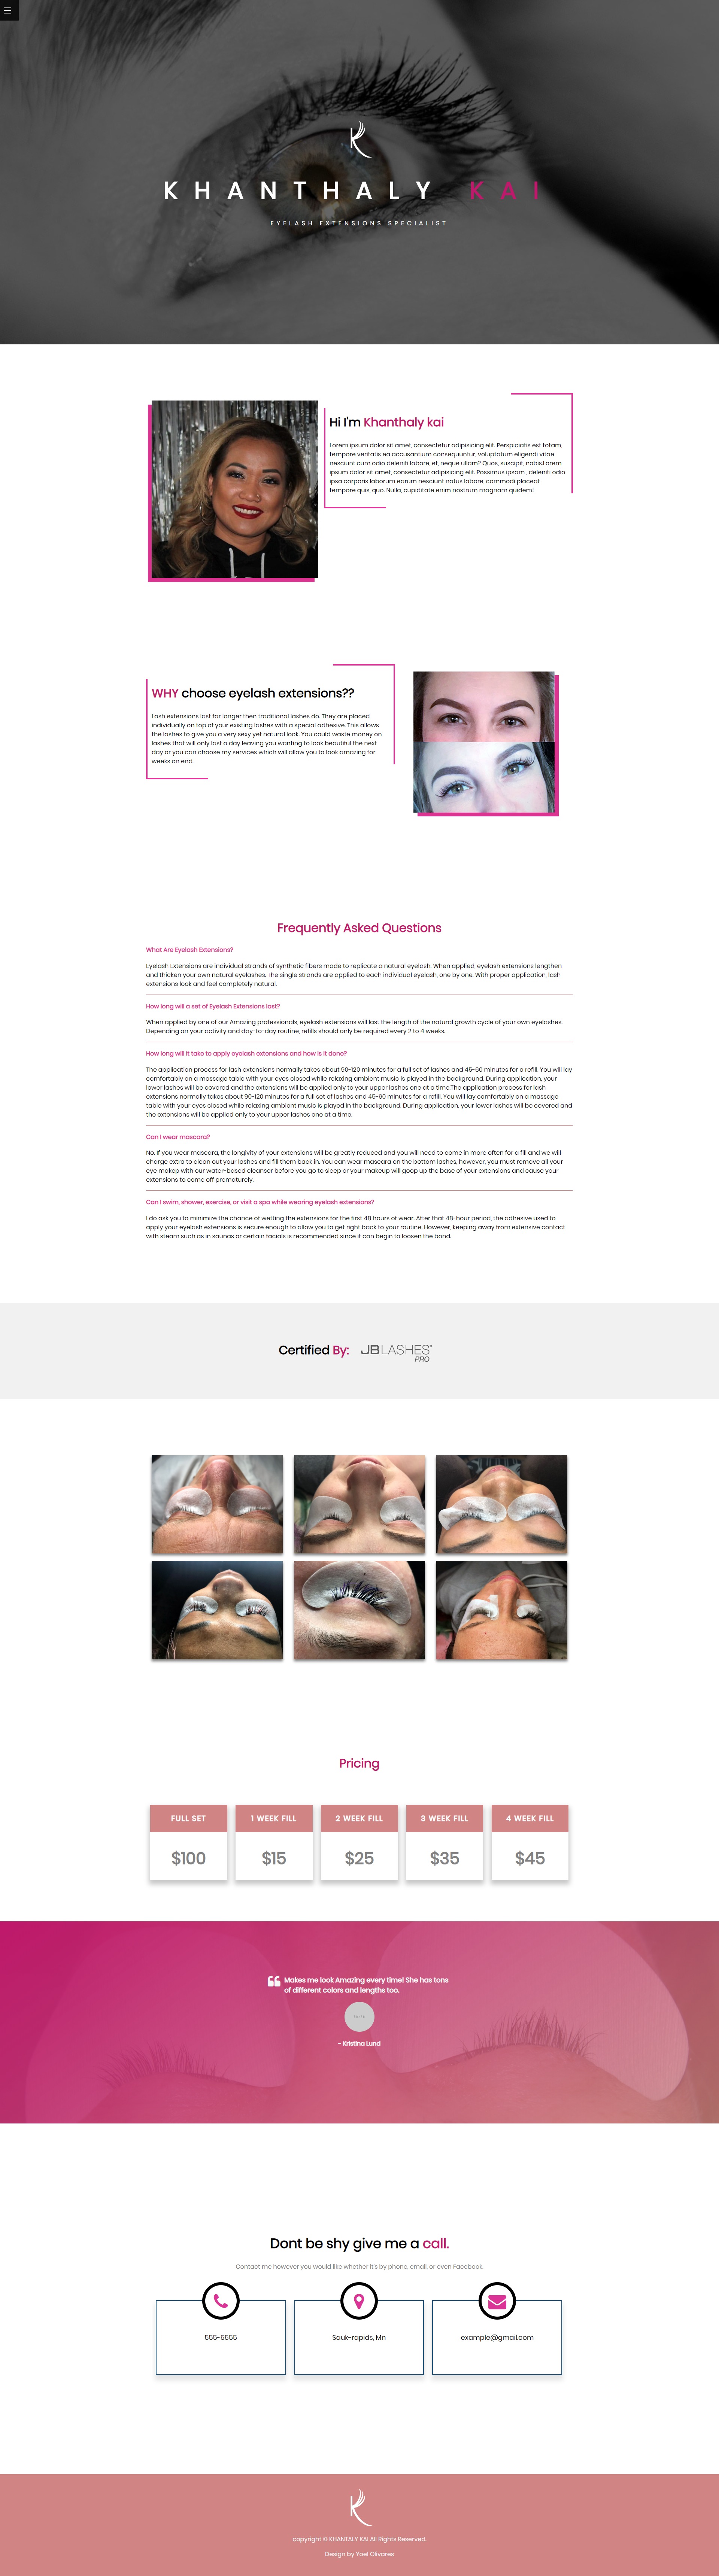 KHANTHALY KAI
EYELASH EXTENSIONS SPECIALIST
Hi I'm Khanthaly kai
Lorem ipsum dolor sit amet, consectetur adipisicing elit. Perspiciatis est totam,
tempore veritatis ea accusantium consequuntur, voluptatum eligendi vitae
nesciunt cum odio deleniti labore, et, neque ullam? Quos, suscipit, nobis.Lorem
ipsum dolor sit amet, consectetur adipisicing elit. Possimus ipsam , deleniti odio
ipsa corporis laborum earum nesciunt natus labore, commodi placeat
tempore quis, quo. Nulla, cupiditate enim nostrum magnam quidem!
WHY choose eyelash extensions??
Lash extensions last far longer then traditional lashes do. They are placed
individually on top of your existing lashes with a special adhesive. This allows
the lashes to give you a very sexy yet natural look. You could waste money on
lashes that will only last a day leaving you wanting to look beautiful the next
day or you can choose my services which will allow you to look amazing for
weeks on end.
Frequently Asked Questions
What Are Eyelash Extensions?
Eyelash Extensions are individual strands of synthetic fibers made to replicate a natural eyelash. When applied, eyelash extensions lengthen
and thicken your own natural eyelashes. The single strands are applied to each individual eyelash, one by one. With proper application, lash
extensions look and feel completely natural.
How long will a set of Eyelash Extensions last?
When applied by one of our Amazing professionals, eyelash extensions will last the length of the natural growth cycle of your own eyelashes.
Depending on your activity and day-to-day routine, refills should only be required every 2 to 4 weeks.
How long will it take to apply eyelash extensions and how is it done?
The application process for lash extensions normally takes about 90-120 minutes for a full set of lashes and 45-60 minutes for a refill. You will lay
comfortably on a massage table with your eyes closed while relaxing ambient music is played in the background. During application, your
lower lashes will be covered and the extensions will be applied only to your upper lashes one at a time.The application process for lash
extensions normally takes about 90-120 minutes for a full set of lashes and 45-60 minutes for a refill. You will lay comfortably on a massage
table with your eyes closed while relaxing ambient music is played in the background. During application, your lower lashes will be covered and
the extensions will be applied only to your upper lashes one at a time.
Can I wear mascara?
No. If you wear mascara, the longivity of your extensions will be greatly reduced and you will need to come in more often for a fill and we will
charge extra to clean out your lashes and fill them back in. You can wear mascara on the bottom lashes, however, you must remove all your
eye makep with our water-based cleanser before you go to sleep or your makeup will goop up the base of your extensions and cause your
extensions to come off prematurely.
Can I swim, shower, exercise, or visit a spa while wearing eyelash extensions?
I do ask you to minimize the chance of wetting the extensions for the first 48 hours of wear. After that 48-hour period, the adhesive used to
apply your eyelash extensions is secure enough to allow you to get right back to your routine. However, keeping away from extensive contact
with steam such as in saunas or certain facials is recommended since it can begin to loosen the bond.
Certified By: JB LASHES®
PRO
Pricing
FULL SET 1 WEEK FILL 2 WEEK FILL 3 WEEK FILL 4 WEEK FILL
$100 $15 $25 $35 $45
Makes me look Amazing every time! She has tons
of different colors and lengths too.
- Kristina Lund
Dont be shy give me a call.
Contact me however you would like whether it's by phone, email, or even Facebook.
555-5555 Sauk-rapids, Mn example@gmail.com
copyright © KHANTALY KAI All Rights Reserved.
Design by Yael Olivares